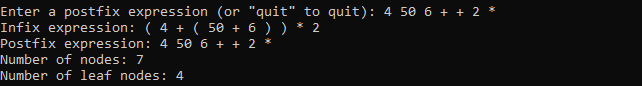 Enter a postfix expression (or "quit" to quit): 4 50 6 + + 2 *
Infix expression: ( 4 + ( 50 + 6 ) ) * 2
Postfix expression: 4 50 6 + + 2 *
Number of nodes: 7
Number of leaf nodes: 4